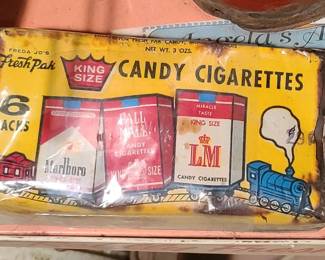 FREDA JO'S
Fresh Pak
NET WT. 3 OZS.
KING
SIZE
CANDY CIGARETTES
6
PACKS
Marlboro
PALL
MALL
CANDY
CIGARETTES
KING SIZE
MIRACLE
TASTE
KING SIZE
LM
CANDY CIGARETTES